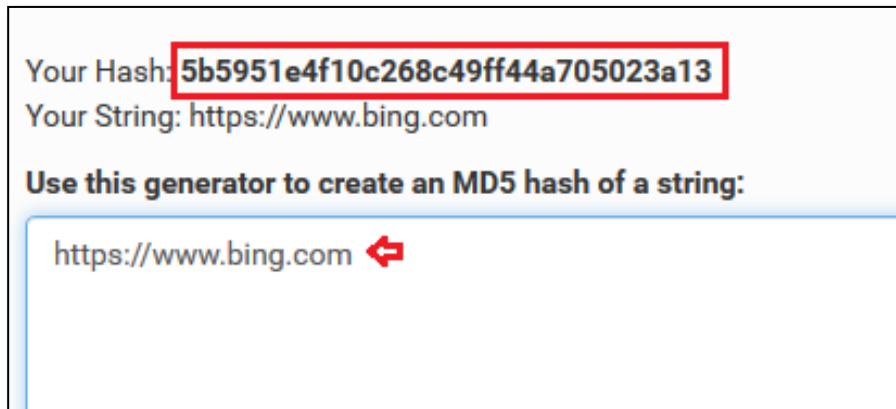 Your Hash: 5b5951e4f10c268c49ff44a705023a13
Your String: https://www.bing.com
Use this generator to create an MD5 hash of a string:
https://www.bing.com